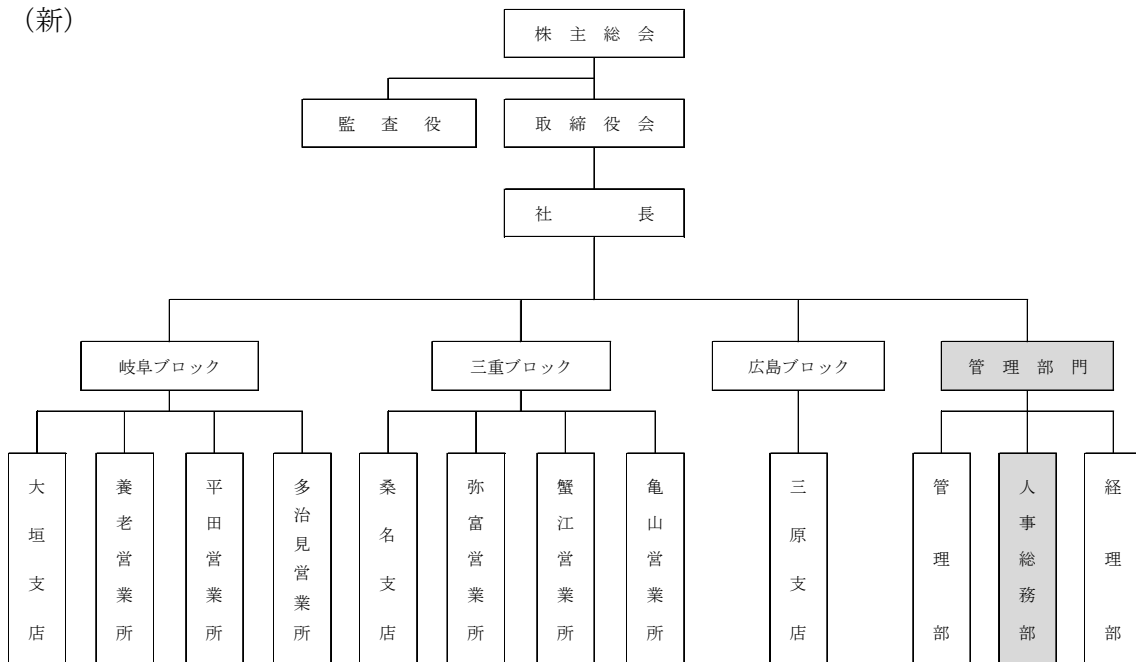 （新）
株主総会
監査役
取締役会
社長
岐阜ブロック
三重ブロック
広島ブロック
管理部門
大垣支店
養老営業所
平田営業所
多治見営業所
桑名支店
弥富営業所
蟹江営業所
亀山営業所
三原支店
管理部
人事総務部
経理部